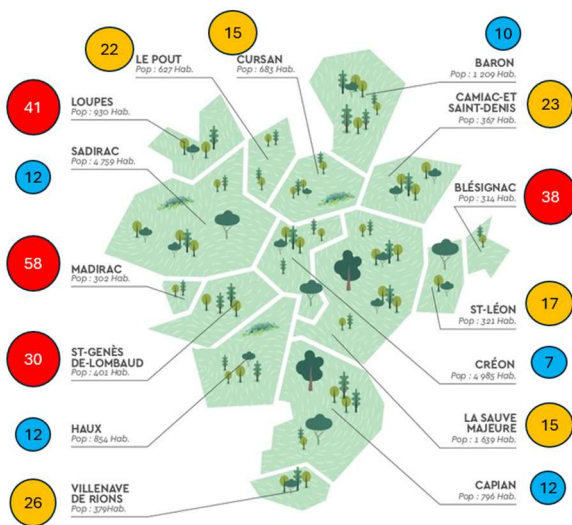 22
LE POUT
Pop : 627 Hab.
15
CURSAN
Pop : 683 Hab.
10
BARON
Pop : 1 209 Hab.
41
LOUPES
Pop : 930 Hab.
CAMIAC-ET
SAINT-DENIS
Pop : 367 Hab.
23
12
SADIRAC
Pop : 4 759 Hab.
BLÉSIGNAC
Pop : 314 Hab.
38
58
MADIRAC
Pop : 302 Hab.
ST-LÉON
Pop : 321 Hab.
17
30
ST-GENÈS
DE-LOMBAUD
Pop : 401 Hab.
CRÉON
Pop : 4 985 Hab.
7
12
HAUX
Pop : 854 Hab.
LA SAUVE
MAJEURE
Pop : 1 639 Hab.
15
26
VILLENAVE
DE RIONS
Pop : 379Hab.
CAPIAN
Pop : 796 Hab.
12